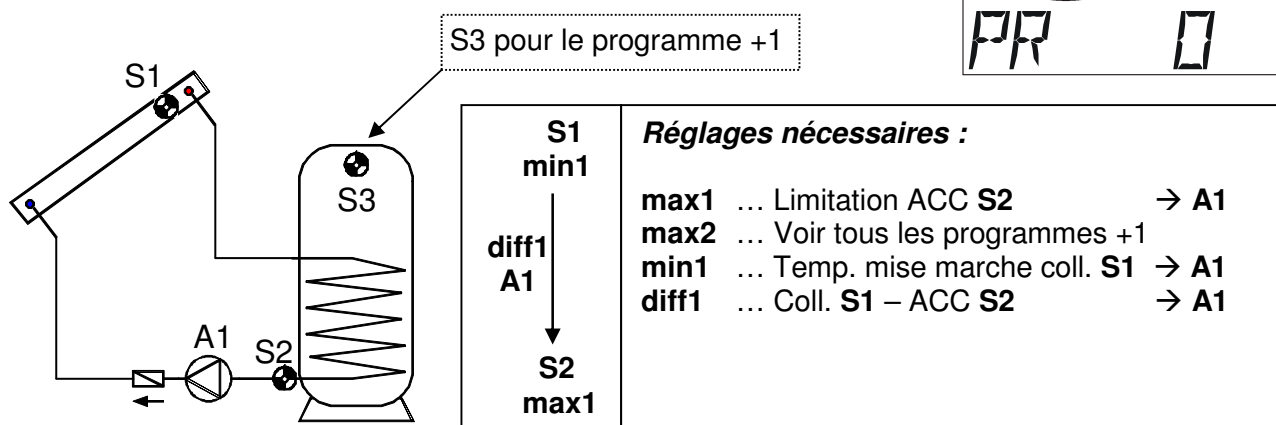 S3 pour le programme +1
PR 0
S1
S3
A1
S2
S1
min1
diff1
A1
S2
max1
Réglages nécessaires :
max1 … Limitation ACC S2 → A1
max2 … Voir tous les programmes +1
min1 … Temp. mise marche coll. S1 → A1
diff1 … Coll. S1 – ACC S2 → A1